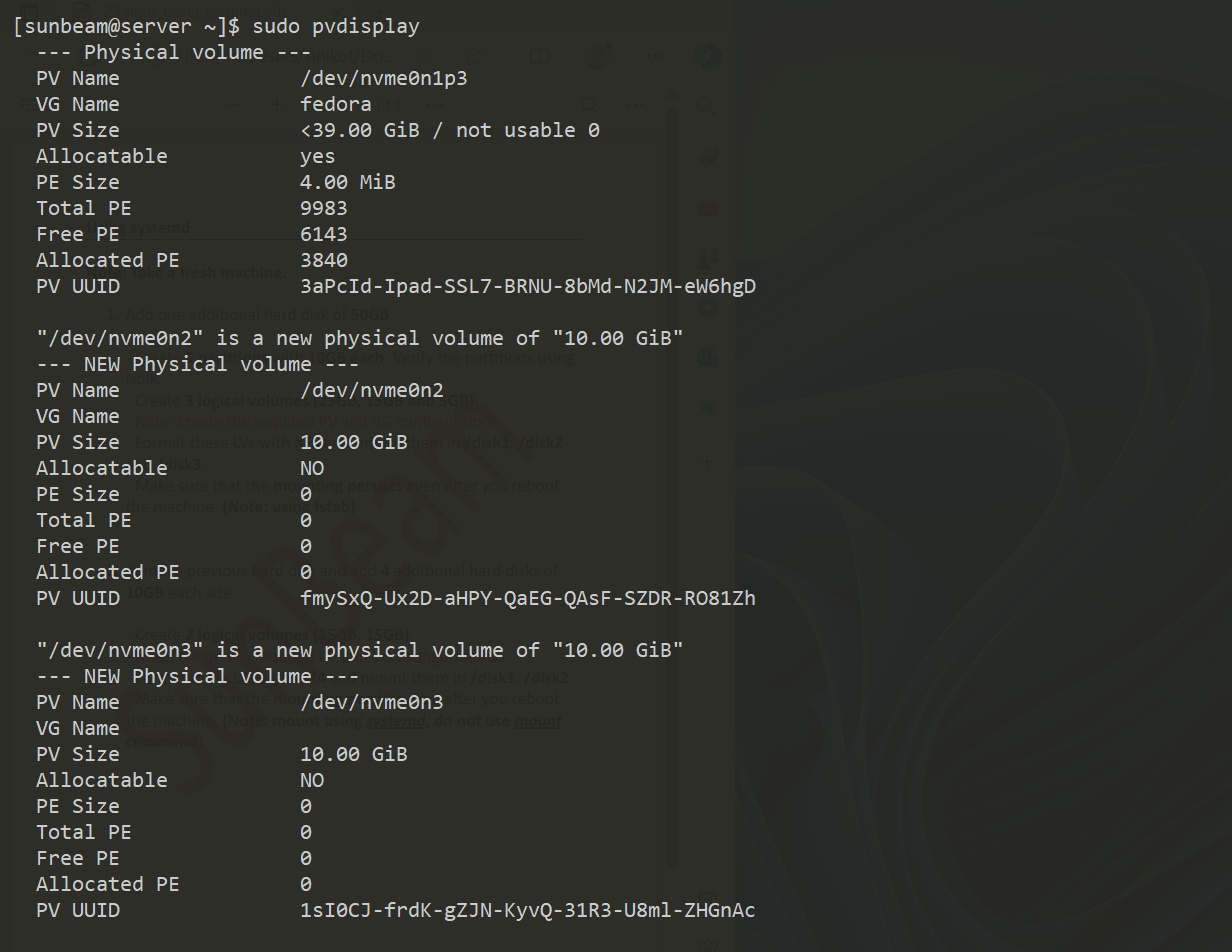 [sunbeam@server ~]$ sudo pvdisplay
--- Physical volume ---
PV Name /dev/nvme0n1p3
VG Name fedora
PV Size <39.00 GiB / not usable 0
Allocatable yes
PE Size 4.00 MiB
Total PE 9983
Free PE 6143
Allocated PE 3840
PV UUID 3aPcId-Ipad-SSL7-BRNU-8bMd-N2JM-eW6hgD
"/dev/nvme0n2" is a new physical volume of "10.00 GiB"
--- NEW Physical volume ---
PV Name /dev/nvme0n2
VG Name
PV Size 10.00 GiB
Allocatable NO
PE Size 0
Total PE 0
Free PE 0
Allocated PE 0
PV UUID fmySxQ-Ux2D-aHPY-QaEG-QAsF-SZDR-RO81Zh
"/dev/nvme0n3" is a new physical volume of "10.00 GiB"
--- NEW Physical volume ---
PV Name /dev/nvme0n3
VG Name
PV Size 10.00 GiB
Allocatable NO
PE Size 0
Total PE 0
Free PE 0
Allocated PE 0
PV UUID 1sI0CJ-frdK-gZJN-KyvQ-31R3-U8ml-ZHGnAc